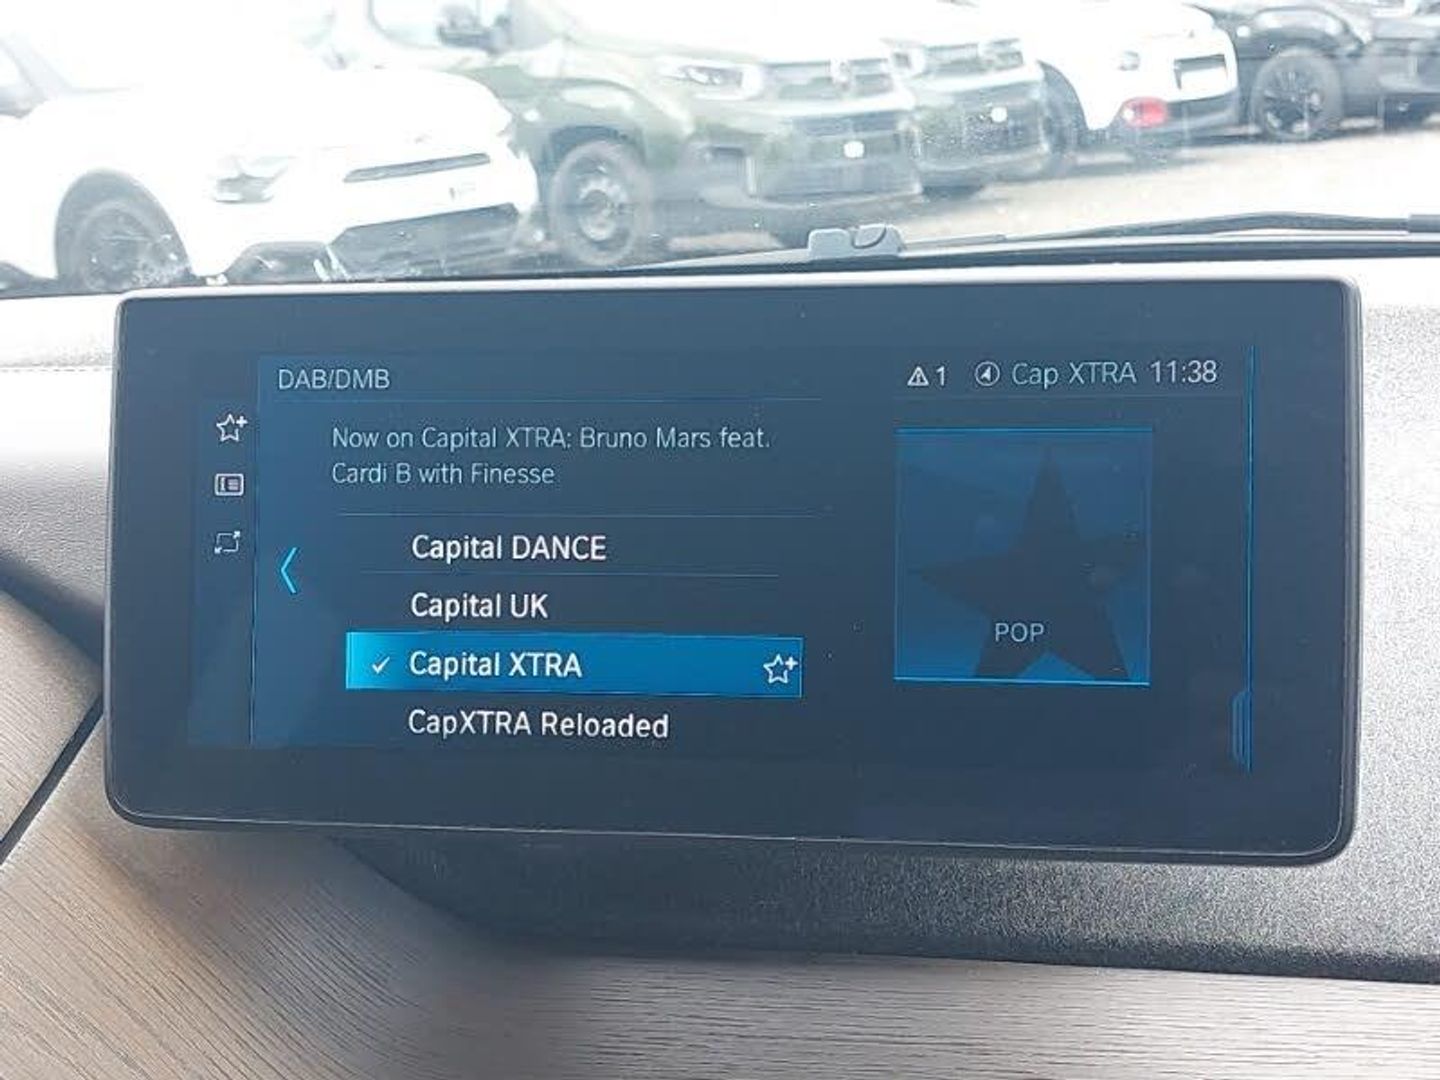 DAB/DMB
1 Cap XTRA 11:38
Now on Capital XTRA: Bruno Mars feat.
Cardi B with Finesse
Capital DANCE
Capital UK
Capital XTRA
CapXTRA Reloaded
POP